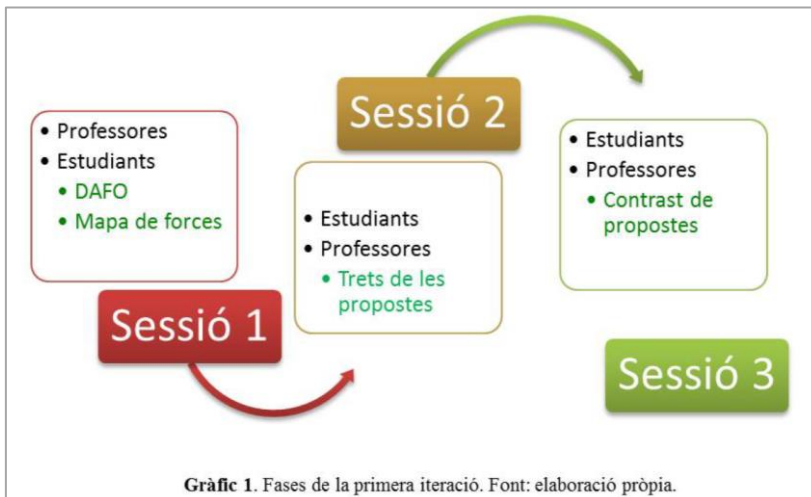 • Professores
• Estudiants
• DAFO
• Mapa de forces
Sessió 1
Sessió 2
• Estudiants
• Professores
• Trets de les
propostes
• Estudiants
• Professores
• Contrast de
propostes
Sessió 3
Gràfic 1. Fases de la primera iteració. Font: elaboració pròpia.